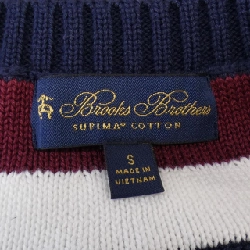 Brooks Brothers
SUPIMA® COTTON
S
MADE IN
VIETNAM